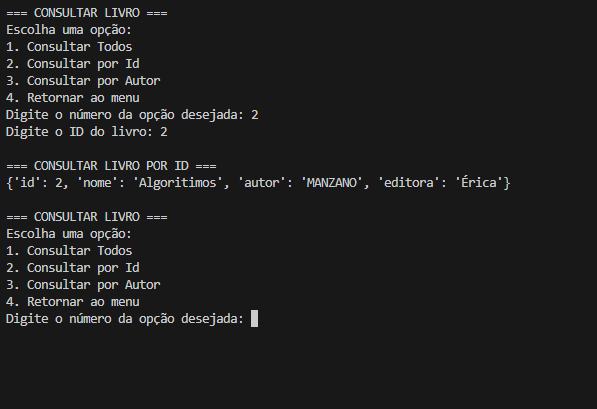 === CONSULTAR LIVRO ===
Escolha uma opção:
1. Consultar Todos
2. Consultar por Id
3. Consultar por Autor
4. Retornar ao menu
Digite o número da opção desejada: 2
Digite o ID do livro: 2
=== CONSULTAR LIVRO POR ID ===
{'id': 2, 'nome': 'Algoritimos', 'autor': 'MANZANO', 'editora': 'Érica'}
=== CONSULTAR LIVRO ===
Escolha uma opção:
1. Consultar Todos
2. Consultar por Id
3. Consultar por Autor
4. Retornar ao menu
Digite o número da opção desejada: